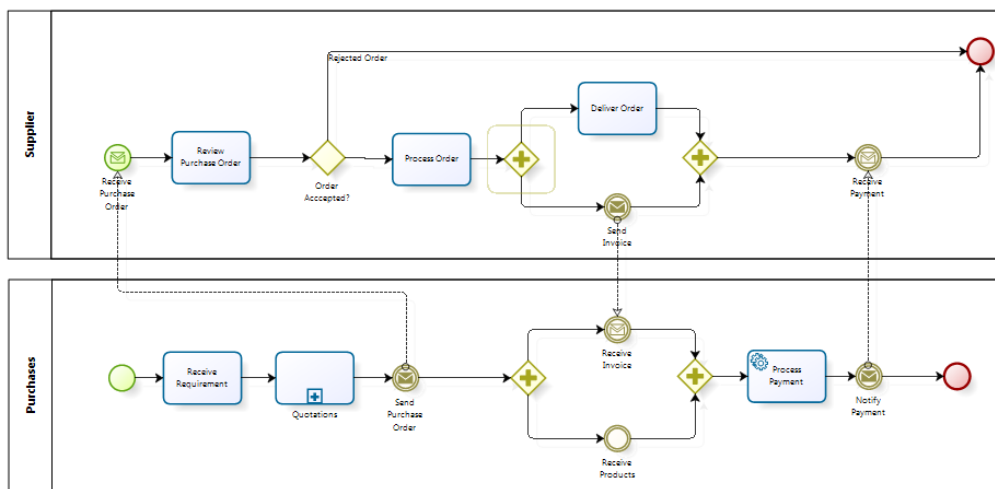 Supplier
Rejected Order
Deliver Order
Review
Purchase Order
Process Order
Receive
Purchase
Order
Order
Acccepted?
Receive
Payment
Send
Invoice
Purchases
Receive
Invoice
Receive
Requirement
Process
Payment
Quotations
Send
Purchase
Order
Notify
Payment
Receive
Products